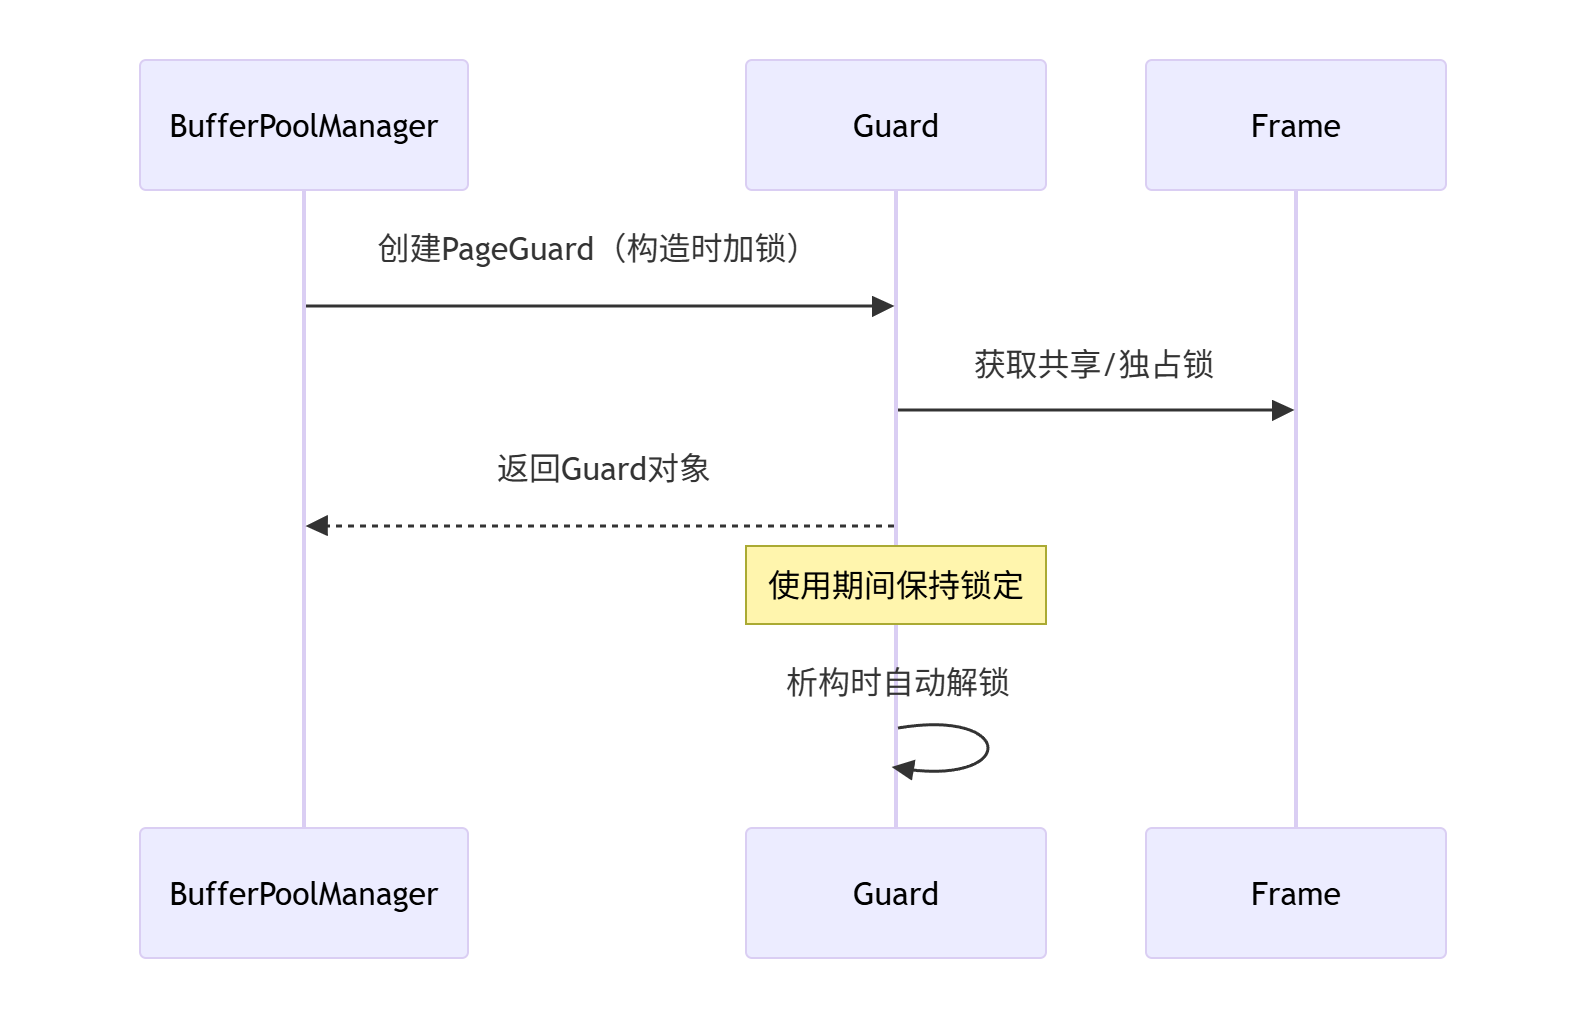 BufferPoolManager
Guard
Frame
创建PageGuard（构造时加锁）
获取共享/独占锁
返回Guard对象
使用期间保持锁定
析构时自动解锁
BufferPoolManager
Guard
Frame